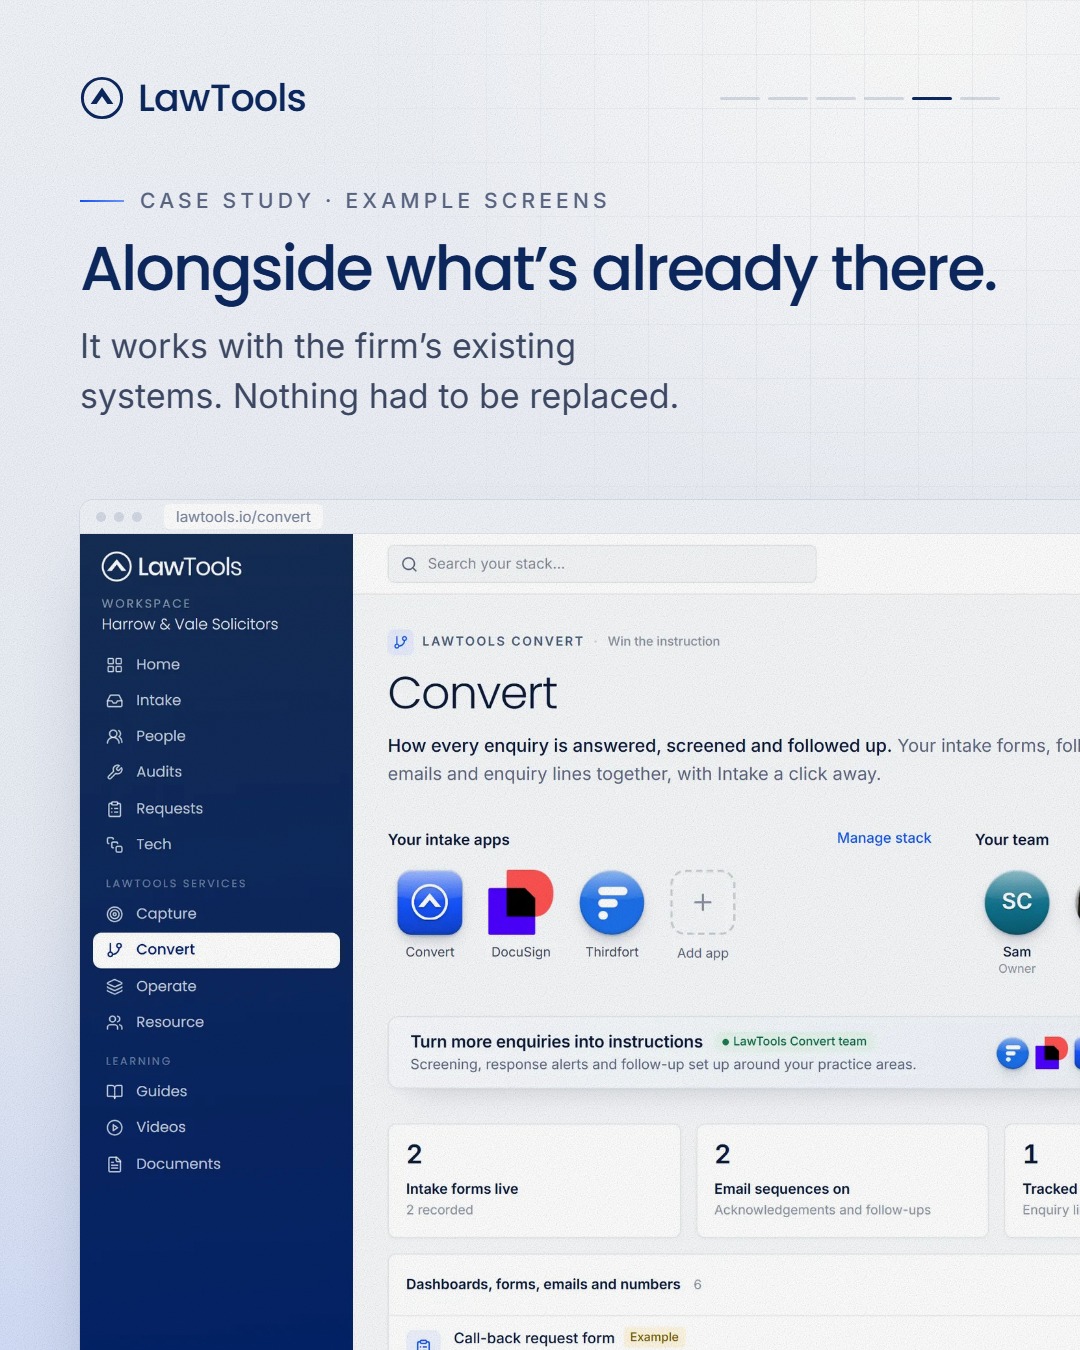 LawTools
CASE STUDY · EXAMPLE SCREENS
Alongside what’s already there.
It works with the firm’s existing
systems. Nothing had to be replaced.
lawtools.io/convert
LawTools
Search your stack...
WORKSPACE
Harrow & Vale Solicitors
Home
Intake
People
Audits
Requests
Tech
LAWTOOLS SERVICES
Capture
Convert
Operate
Resource
LEARNING
Guides
Videos
Documents
LAWTOOLS CONVERT · Win the instruction
Convert
How every enquiry is answered, screened and followed up. Your intake forms, foll
emails and enquiry lines together, with Intake a click away.
Your intake apps
Manage stack
Your team
SC
Convert
DocuSign
Thirdfort
Add app
Sam
Owner
Turn more enquiries into instructions
LawTools Convert team
Screening, response alerts and follow-up set up around your practice areas.
2
Intake forms live
2 recorded
2
Email sequences on
Acknowledgements and follow-ups
1
Tracked
Enquiry li
Dashboards, forms, emails and numbers 6
Call-back request form Example